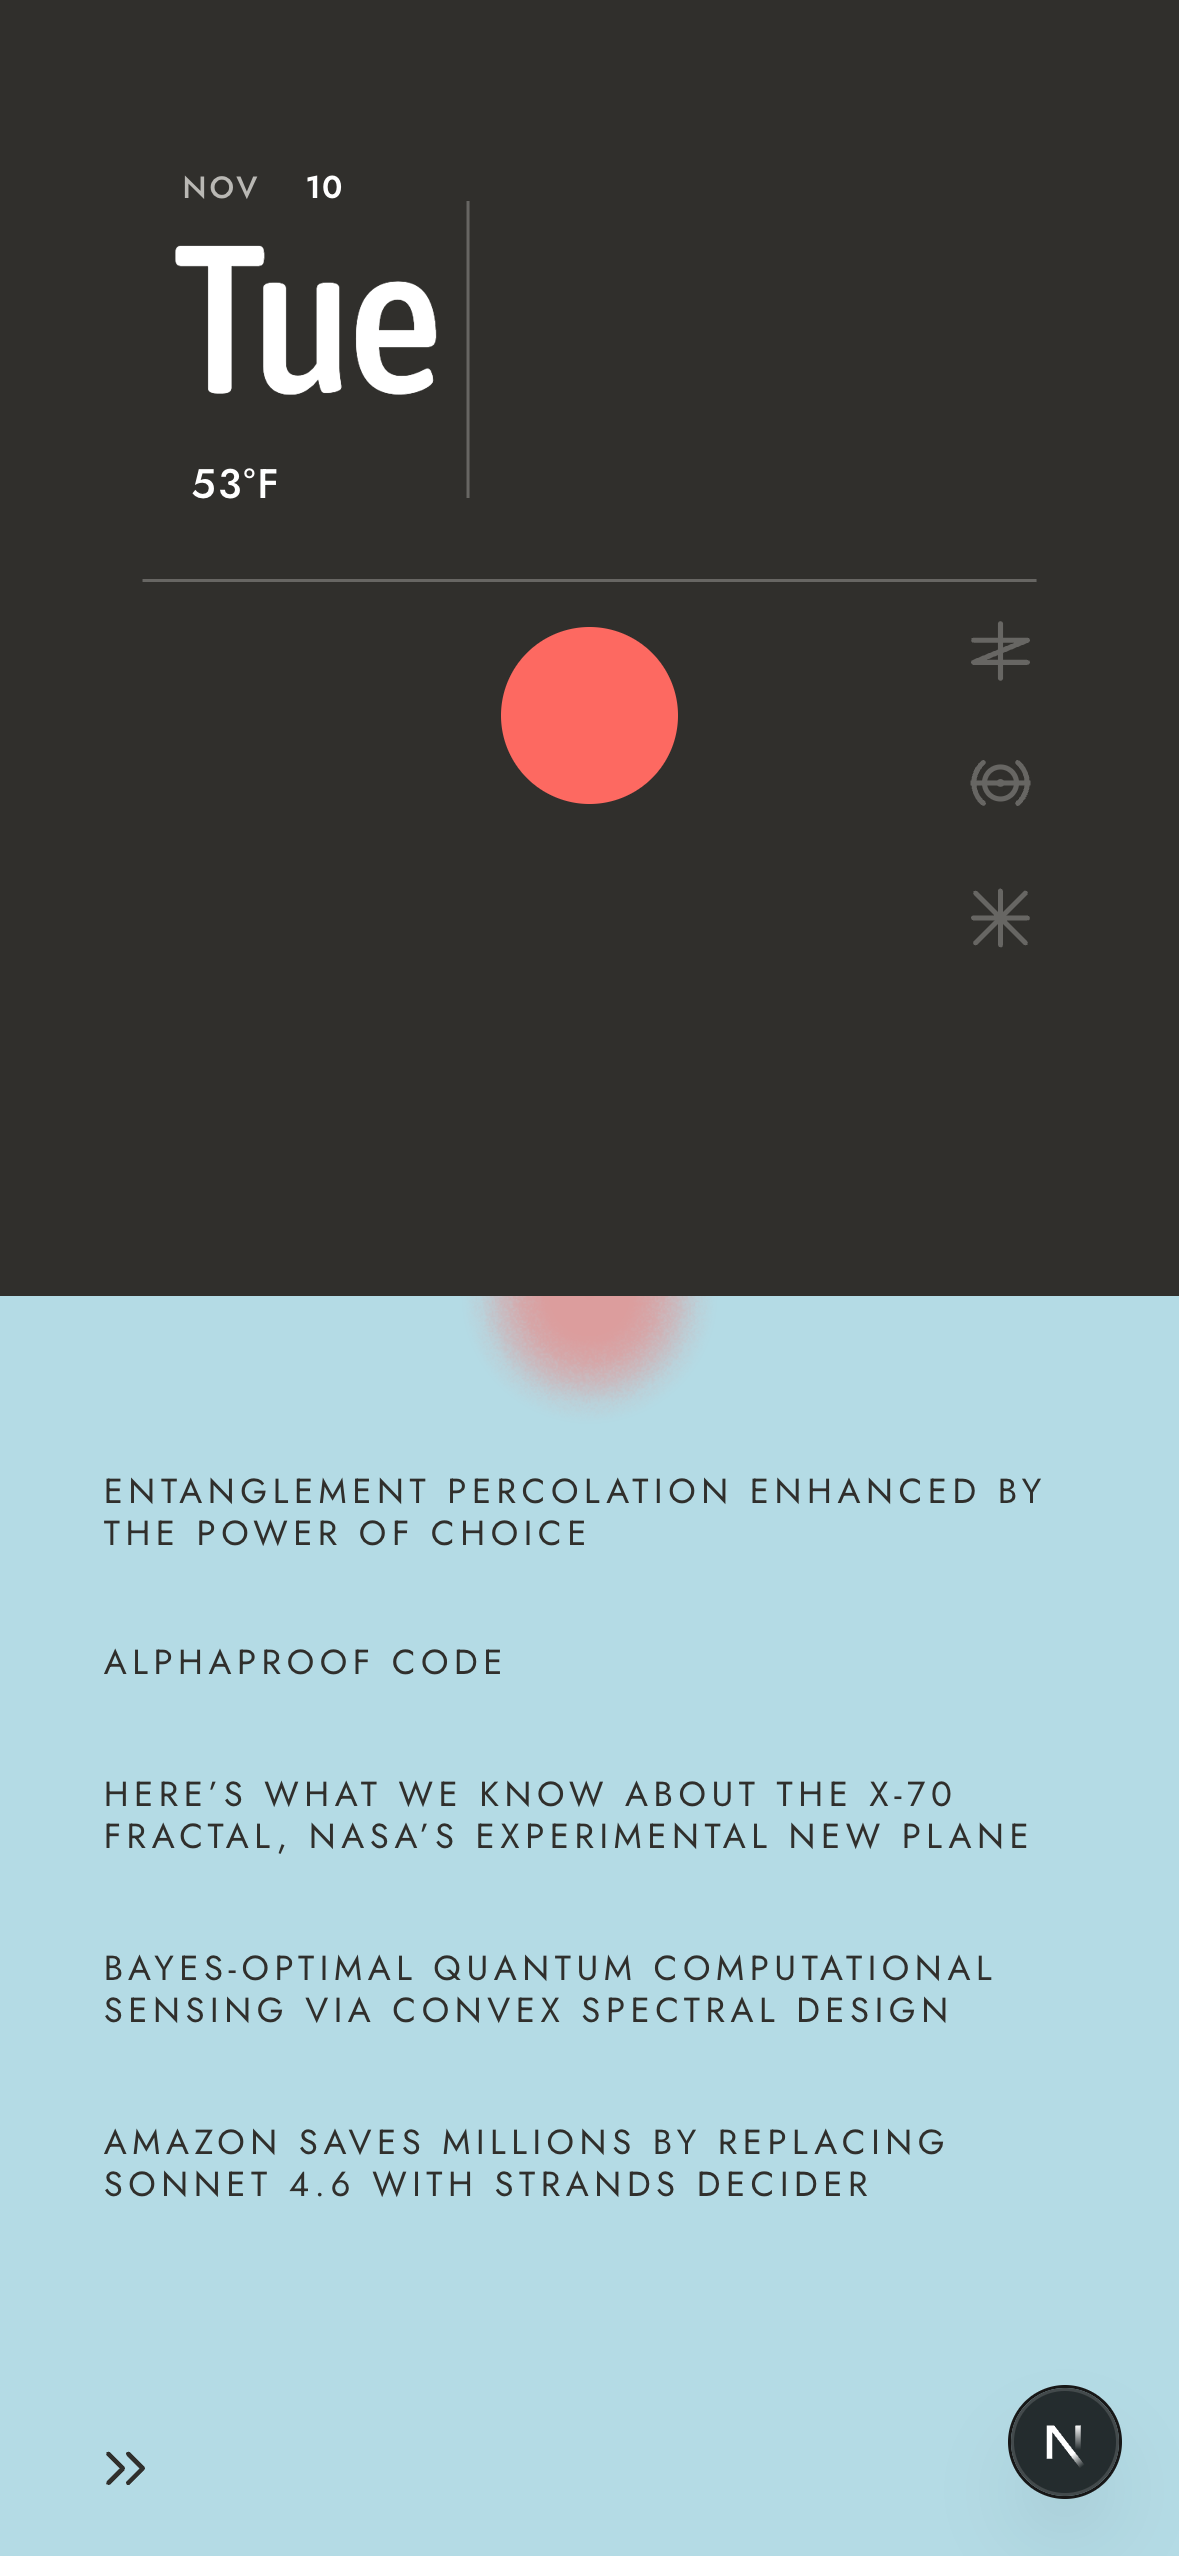 NOV 10
Tue
53°F
ENTANGLEMENT PERCOLATION ENHANCED BY
THE POWER OF CHOICE
ALPHAPROOF CODE
HERE’S WHAT WE KNOW ABOUT THE X-70
FRACTAL, NASA’S EXPERIMENTAL NEW PLANE
BAYES-OPTIMAL QUANTUM COMPUTATIONAL
SENSING VIA CONVEX SPECTRAL DESIGN
AMAZON SAVES MILLIONS BY REPLACING
SONNET 4.6 WITH STRANDS DECIDER
N